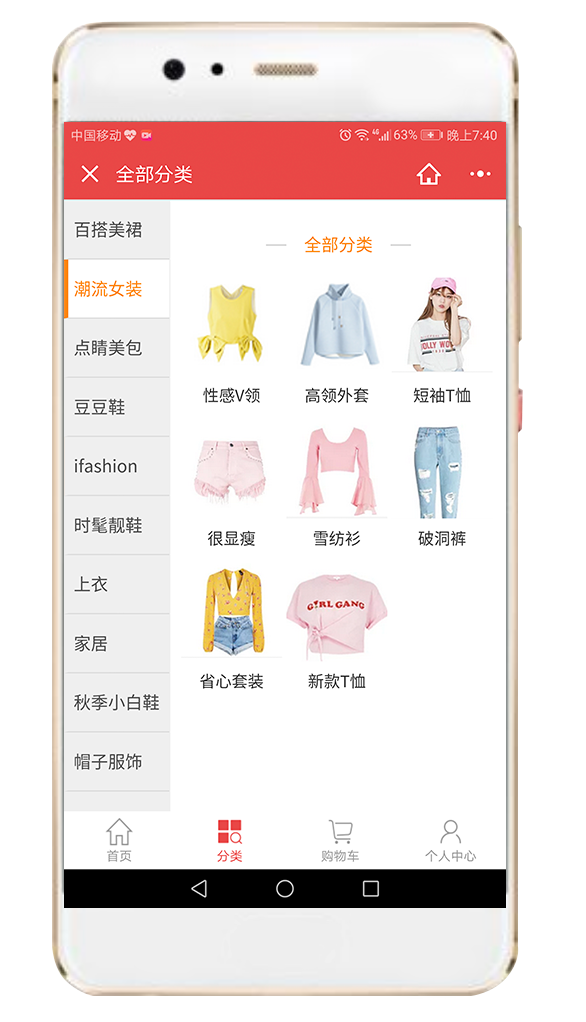 中国移动
4G 63% 晚上7:40
全部分类
百搭美裙
潮流女装
点睛美包
豆豆鞋
ifashion
时髦靓鞋
上衣
家居
秋季小白鞋
帽子服饰
全部分类
性感V领 高领外套 短袖T恤
JOLLY WO
很显瘦 雪纺衫 破洞裤
GIRL GANG
省心套装 新款T恤
首页 分类 购物车 个人中心